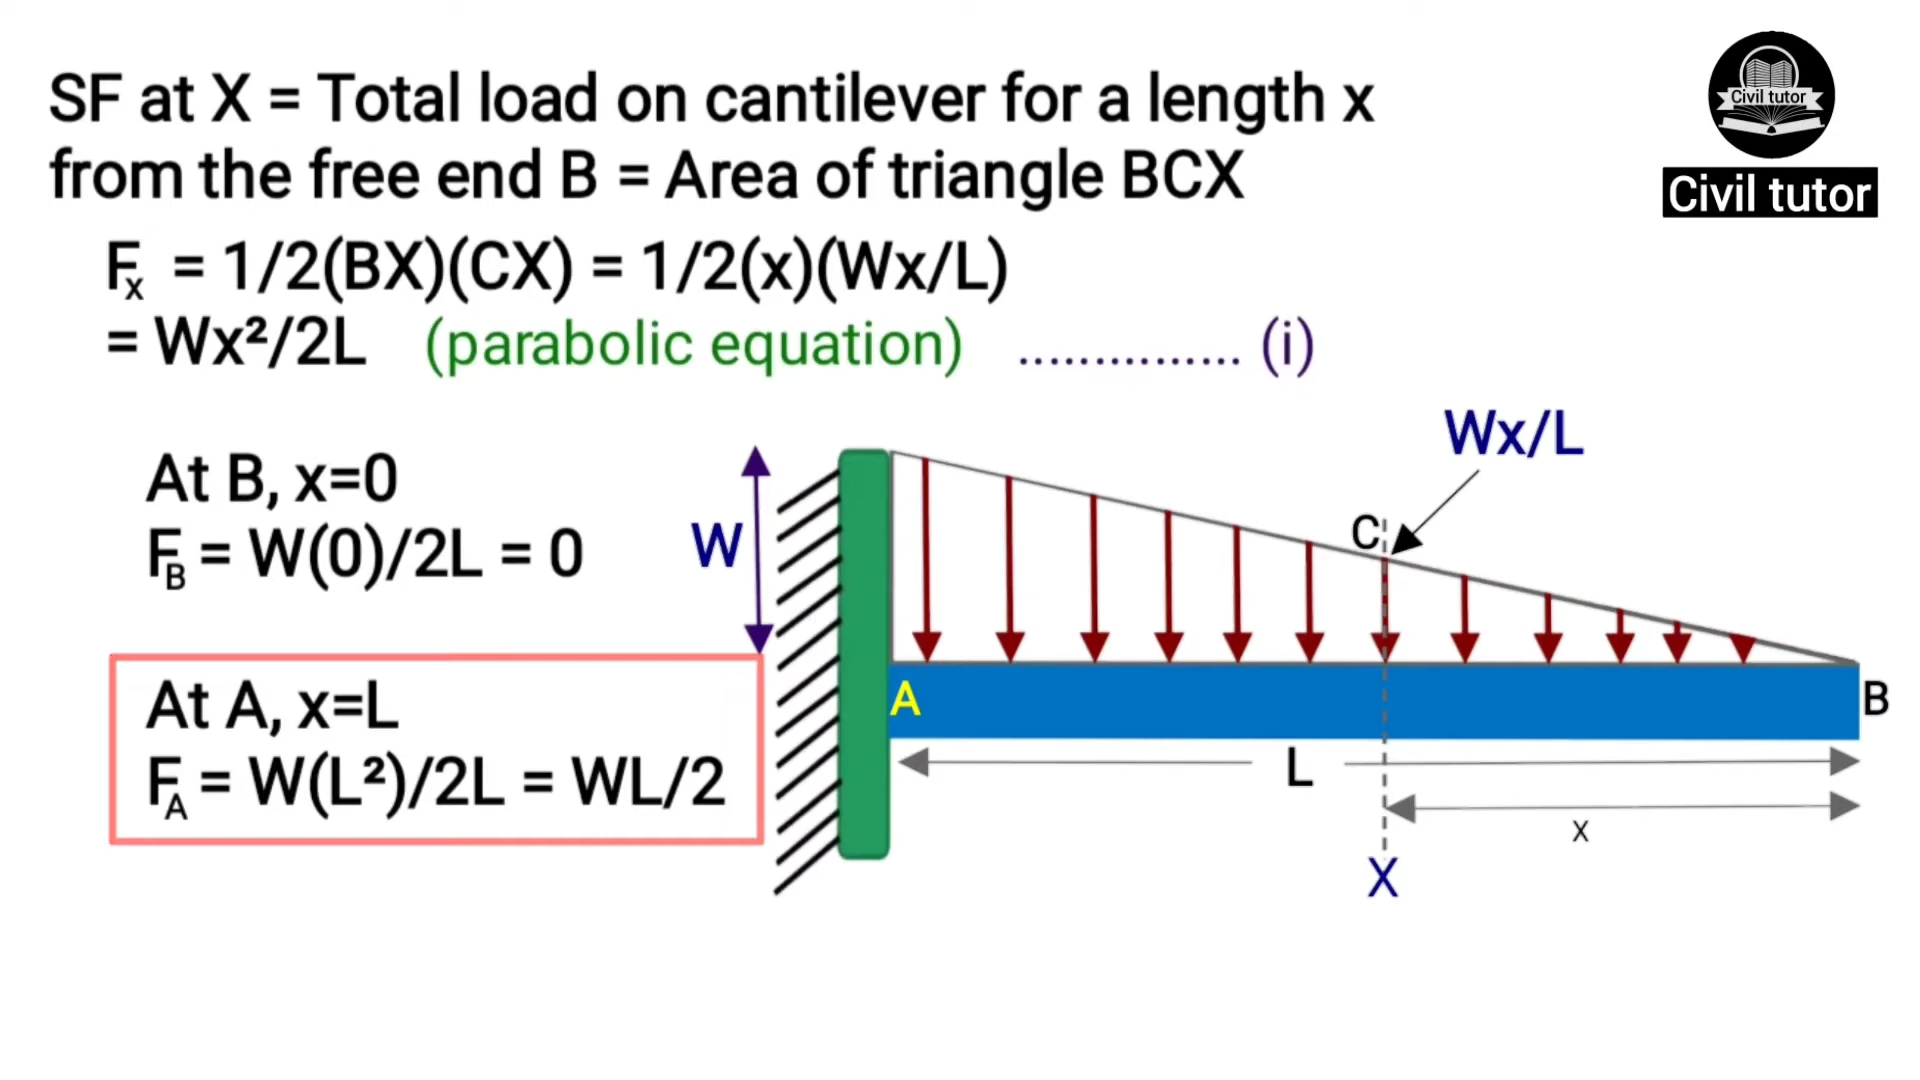 SF at X = Total load on cantilever for a length x
from the free end B = Area of triangle BCX
Civil tutor
Civil tutor
Fx = 1/2(BX)(CX) = 1/2(x)(Wx/L)
= Wx²/2L (parabolic equation) ............... (i)
At B, x=0
FB = W(0)/2L = 0
At A, x=L
FA = W(L²)/2L = WL/2
Wx/L
W
C
A
B
L
x
X